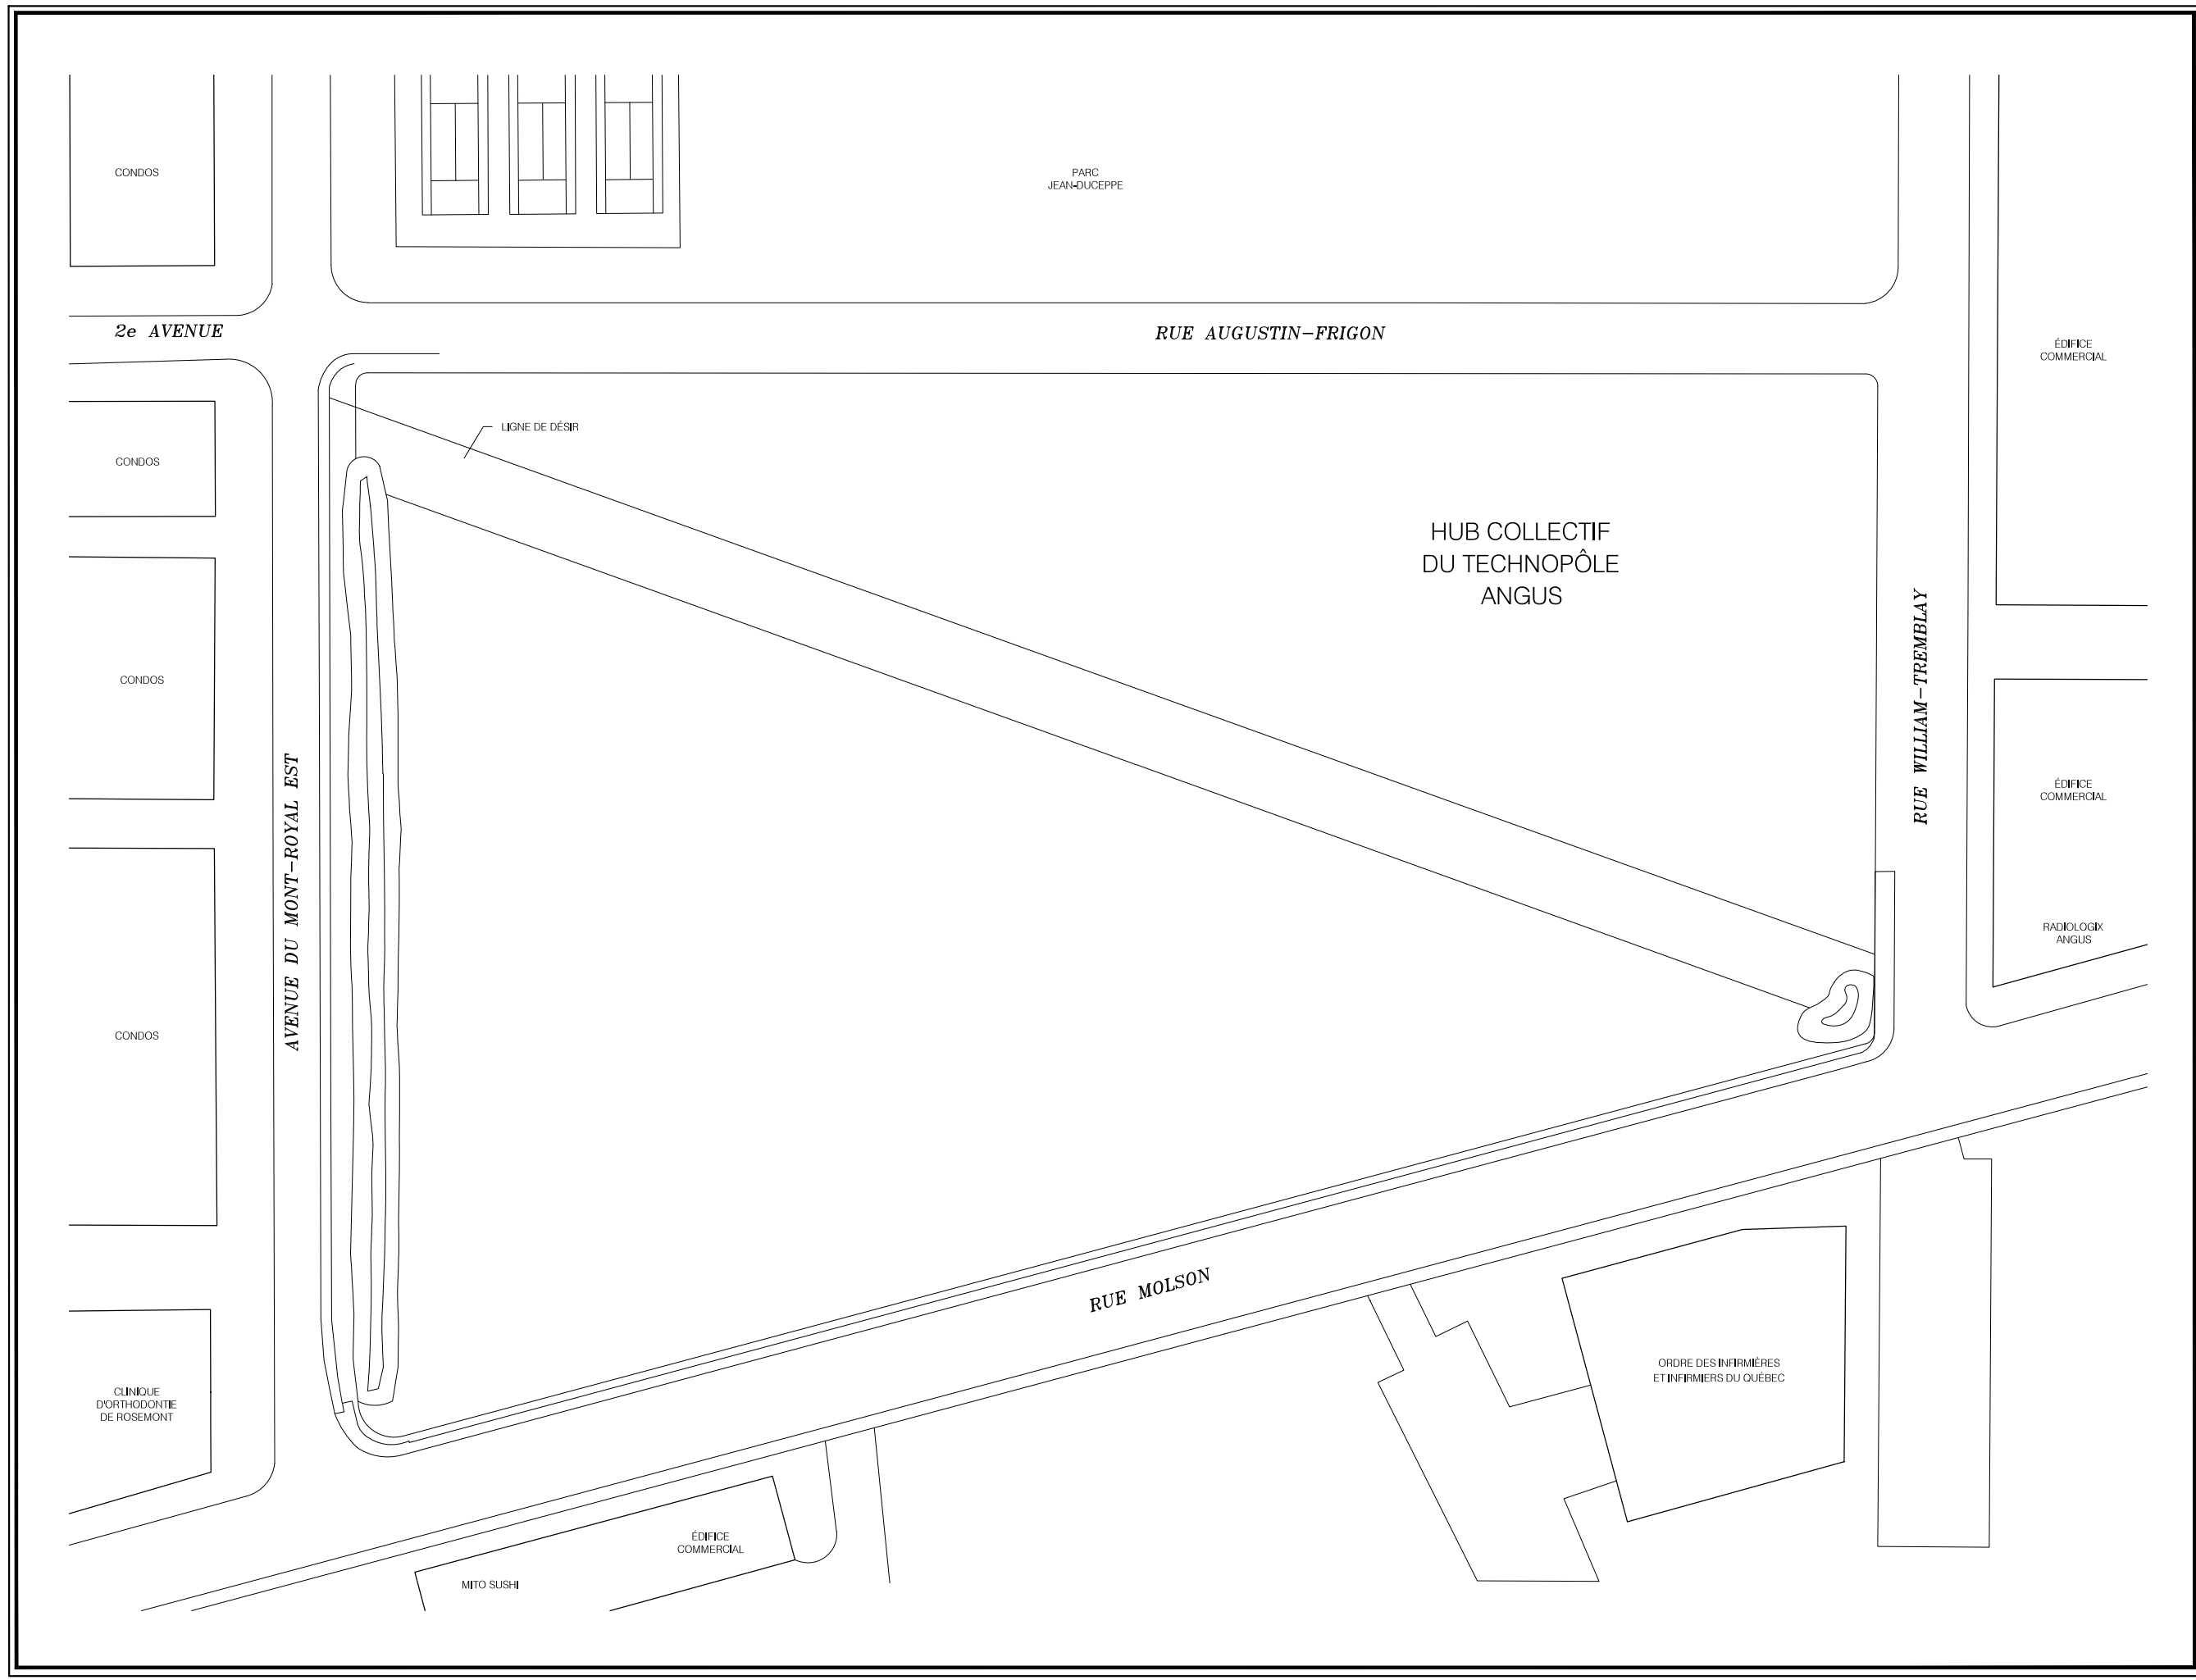 CONDOS
PARC
JEAN-DUCEPPE
2e AVENUE
RUE AUGUSTIN-FRIGON
ÉDIFICE
COMMERCIAL
LIGNE DE DÉSIR
CONDOS
HUB COLLECTIF
DU TECHNOPÔLE
ANGUS
CONDOS
RUE WILLIAM-TREMBLAY
ÉDIFICE
COMMERCIAL
AVENUE DU MONT-ROYAL EST
RADIOLOGIX
ANGUS
CONDOS
RUE MOLSON
ORDRE DES INFIRMIÈRES
ET INFIRMIERS DU QUÉBEC
CLINIQUE
D'ORTHODONTIE
DE ROSEMONT
ÉDIFICE
COMMERCIAL
MITO SUSHI